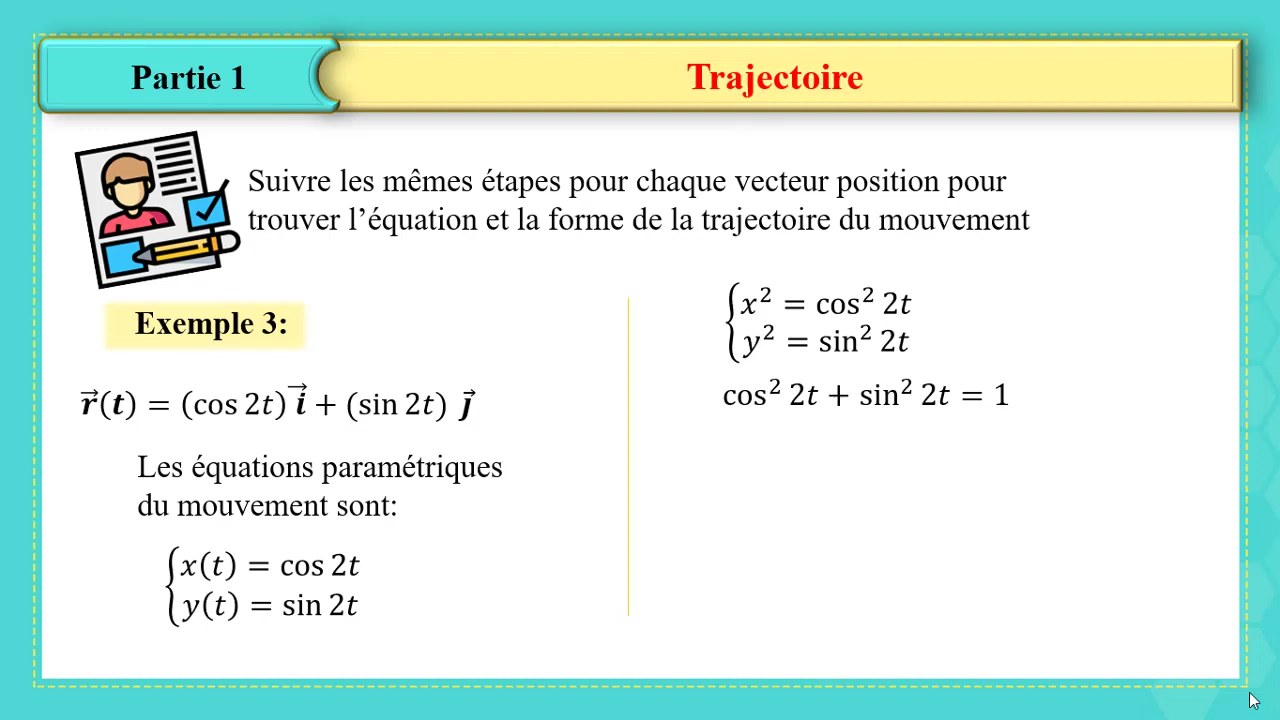 Partie 1
Trajectoire
Suivre les mêmes étapes pour chaque vecteur position pour
trouver l’équation et la forme de la trajectoire du mouvement
Exemple 3:
r⃗(t) = (cos 2t) i⃗ + (sin 2t) j⃗
Les équations paramétriques
du mouvement sont:
{x(t) = cos 2t
y(t) = sin 2t
{x² = cos² 2t
y² = sin² 2t
cos² 2t + sin² 2t = 1